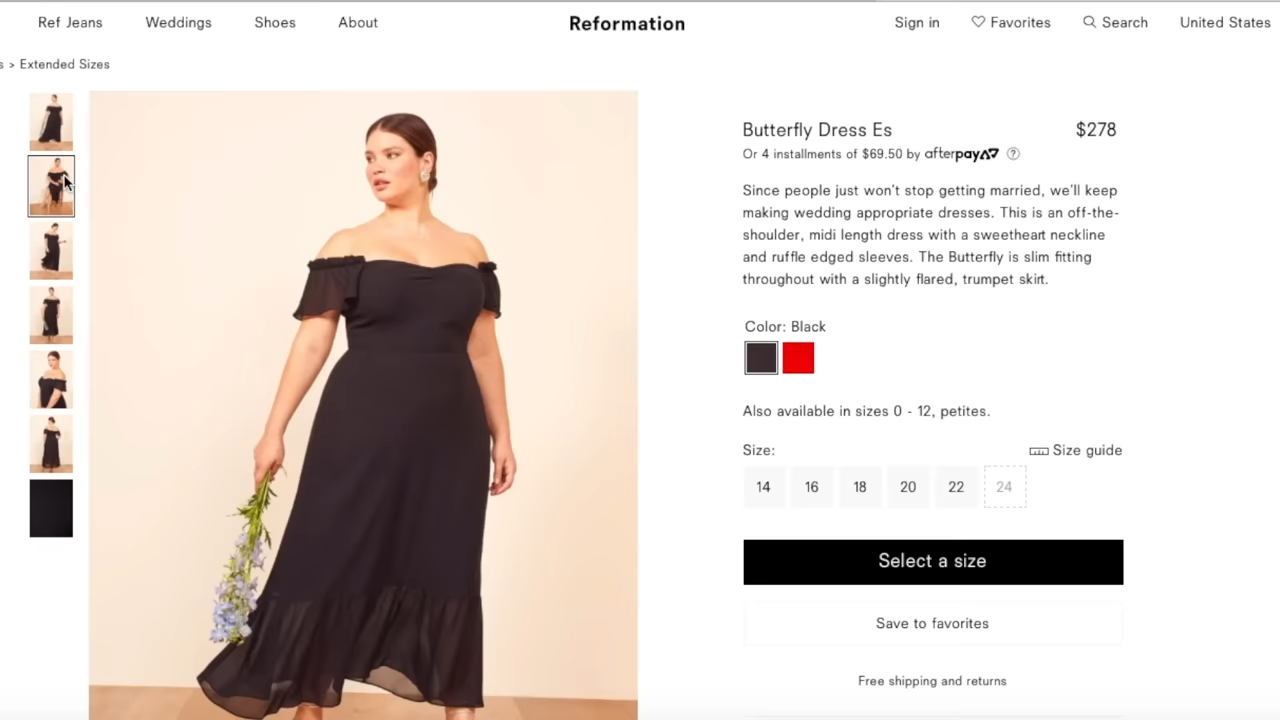 Ref Jeans Weddings Shoes About Reformation Sign in Favorites Search United States
s > Extended Sizes
Butterfly Dress Es $278
Or 4 installments of $69.50 by afterpay ?
Since people just won't stop getting married, we'll keep
making wedding appropriate dresses. This is an off-the-
shoulder, midi length dress with a sweetheart neckline
and ruffle edged sleeves. The Butterfly is slim fitting
throughout with a slightly flared, trumpet skirt.
Color: Black
Also available in sizes 0 - 12, petites.
Size: Size guide
14 16 18 20 22 24
Select a size
Save to favorites
Free shipping and returns